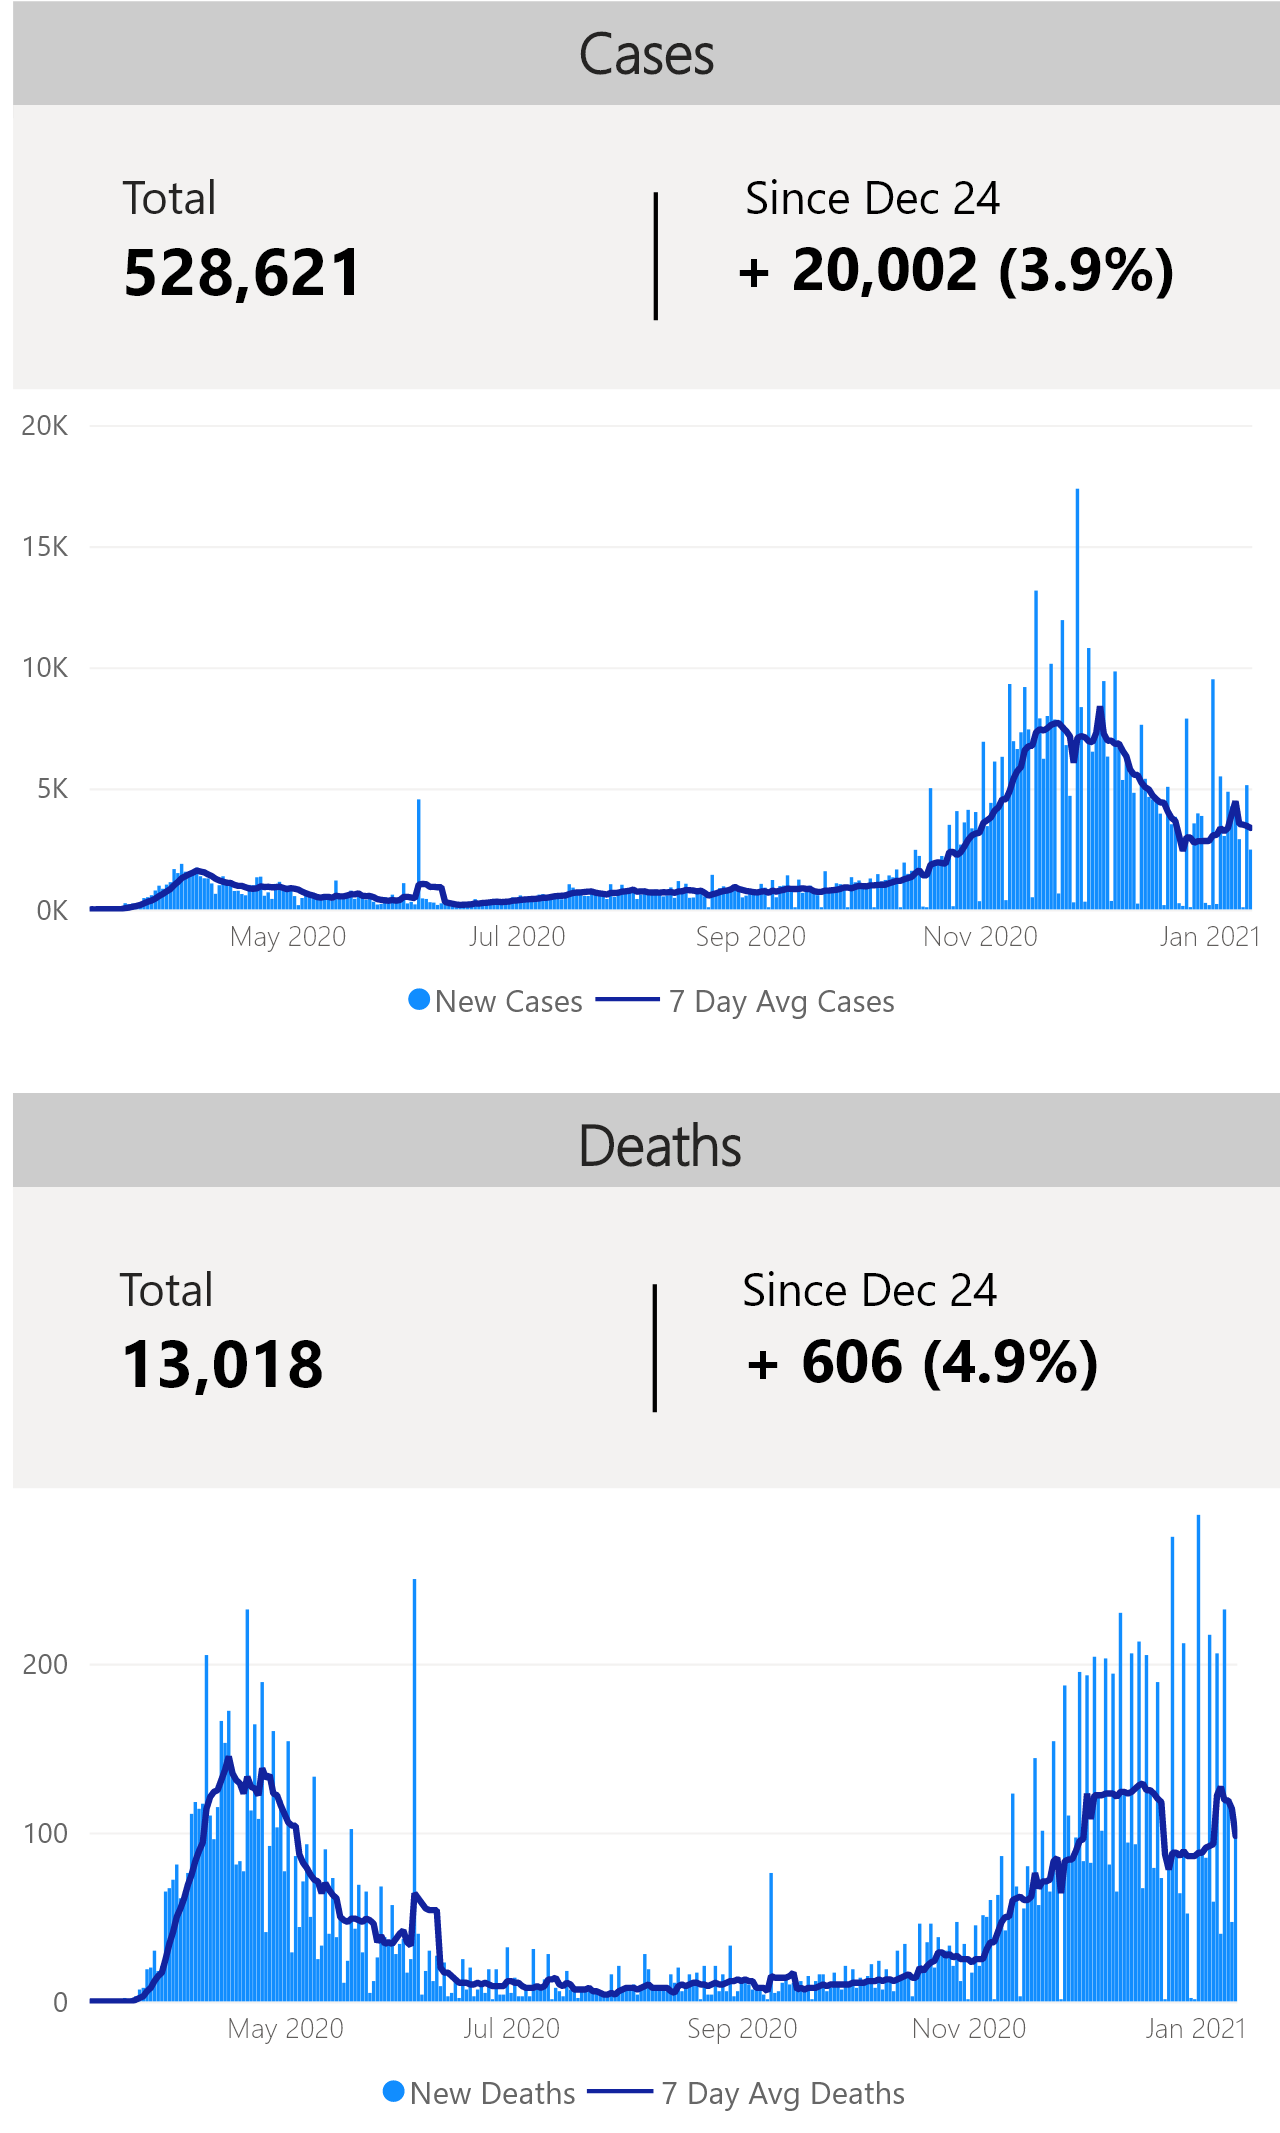 Cases
Total
Since Dec 24
528,621
+ 20,002 (3.9%)
20K
15K
10K
5K
0K
May 2020
Jul 2020
Sep 2020
Nov 2020
Jan 2021
New Cases
7 Day Avg Cases
Deaths
Total
Since Dec 24
13,018
+ 606 (4.9%)
200
100
0
May 2020
Jul 2020
Sep 2020
Nov 2020
Jan 2021
New Deaths
7 Day Avg Deaths